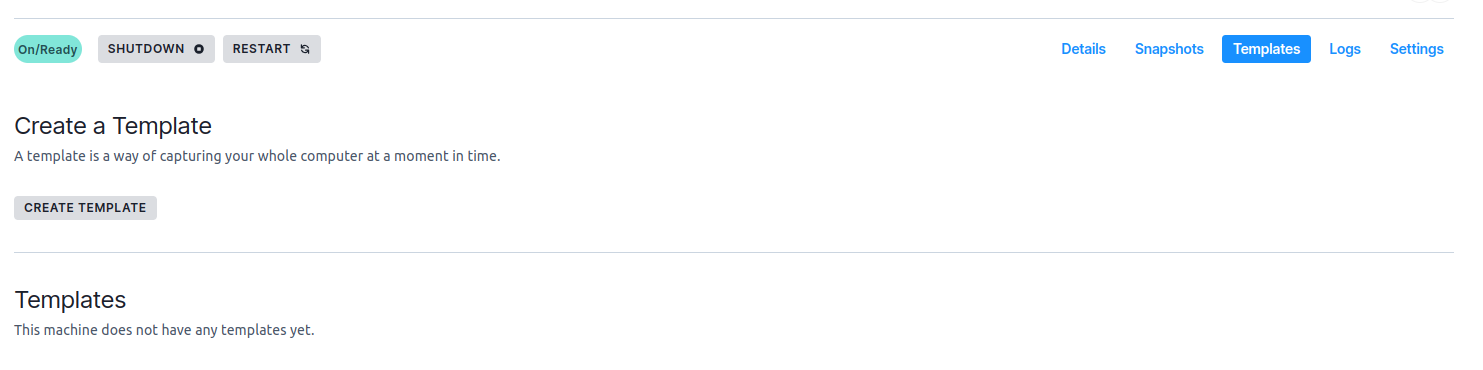 On/Ready SHUTDOWN RESTART Details Snapshots Templates Logs Settings
Create a Template
A template is a way of capturing your whole computer at a moment in time.
CREATE TEMPLATE
Templates
This machine does not have any templates yet.